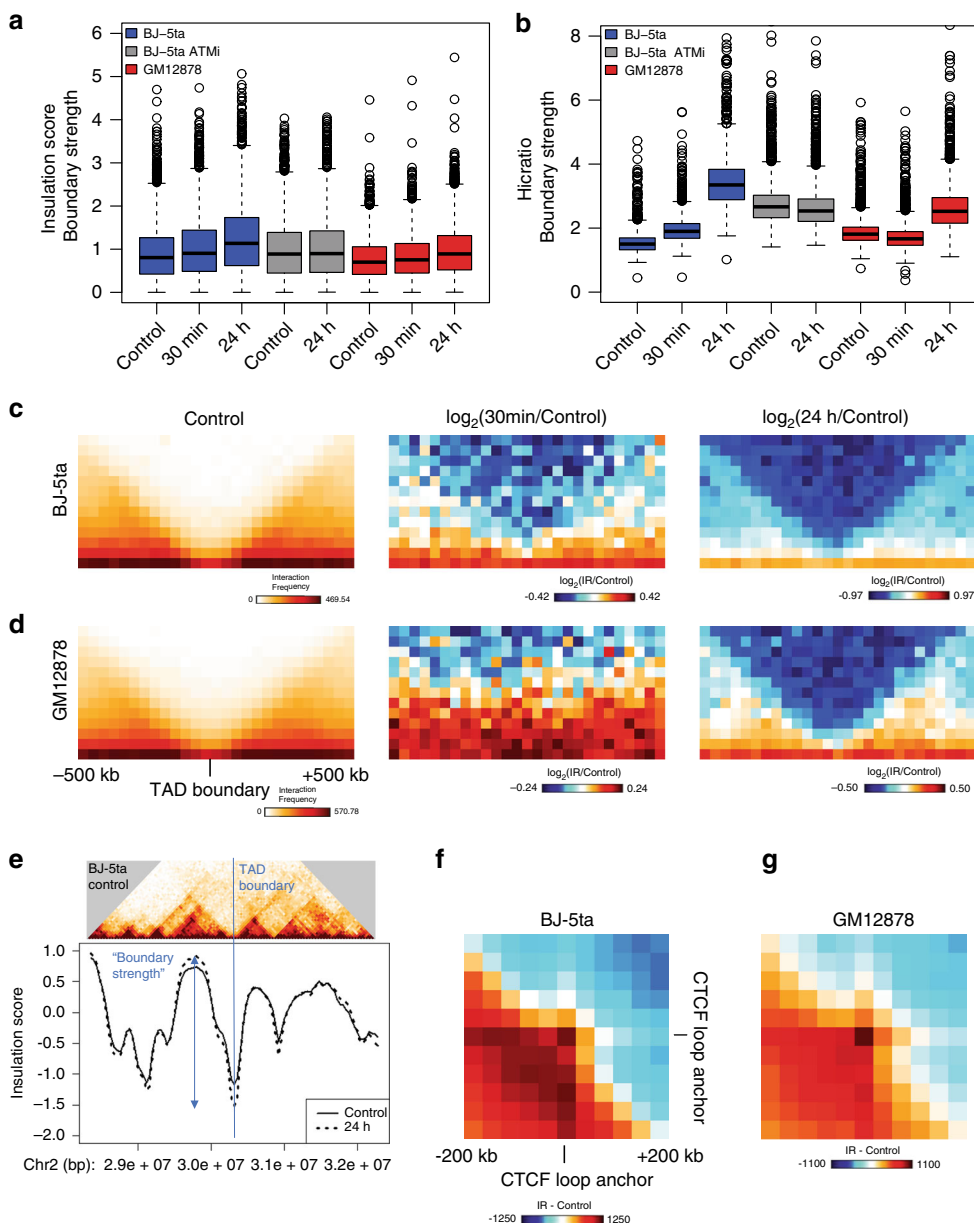 a
Insulation score
Boundary strength
6
5
4
3
2
1
0
BJ–5ta
BJ–5ta ATMi
GM12878
Control
30 min
24 h
Control
24 h
Control
30 min
24 h
b
Hicratio
Boundary strength
8
6
4
2
0
BJ–5ta
BJ–5ta ATMi
GM12878
Control
30 min
24 h
Control
24 h
Control
30 min
24 h
c
Control
log2(30min/Control)
log2(24 h/Control)
BJ-5ta
Interaction
Frequency
0 469.54
log2(IR/Control)
-0.42 0.42
log2(IR/Control)
-0.97 0.97
d
GM12878
–500 kb
+500 kb
TAD boundary
Interaction
Frequency
0 570.78
log2(IR/Control)
–0.24 0.24
log2(IR/Control)
–0.50 0.50
e
BJ-5ta
control
TAD
boundary
"Boundary
strength"
Insulation score
1.0
0.5
0.0
-0.5
-1.0
-1.5
–2.0
Control
24 h
Chr2 (bp): 2.9e + 07 3.0e + 07 3.1e + 07 3.2e + 07
f
BJ-5ta
CTCF loop anchor
-200 kb
+200 kb
CTCF loop anchor
IR - Control
-1250 1250
g
GM12878
IR - Control
-1100 1100